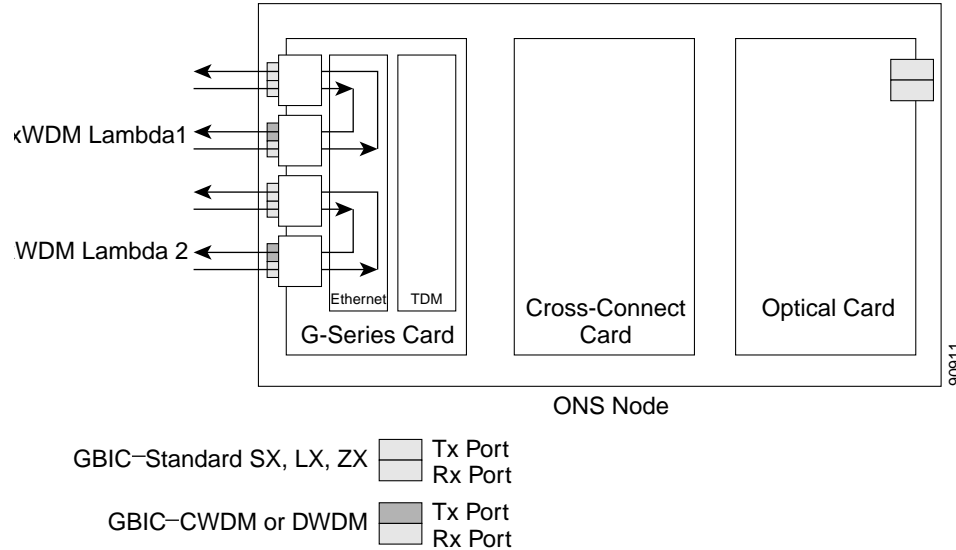 xWDM Lambda1
WDM Lambda 2
Ethernet
TDM
G-Series Card
Cross-Connect
Card
Optical Card
90911
ONS Node
GBIC–Standard SX, LX, ZX
Tx Port
Rx Port
GBIC–CWDM or DWDM
Tx Port
Rx Port